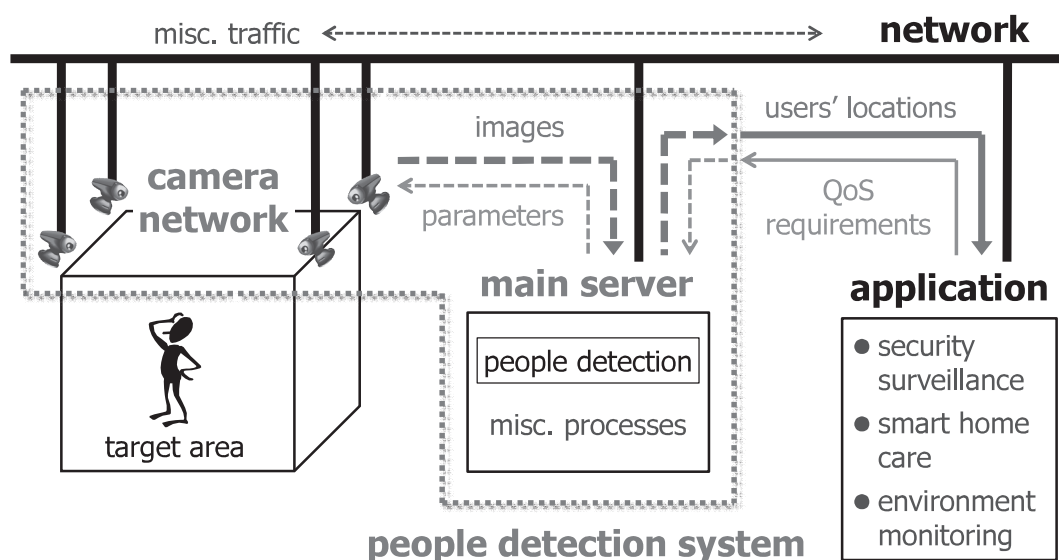 misc. traffic
network
images
users' locations
camera
network
parameters
QoS
requirements
main server
application
people detection
misc. processes
target area
● security
surveillance
● smart home
care
● environment
monitoring
people detection system